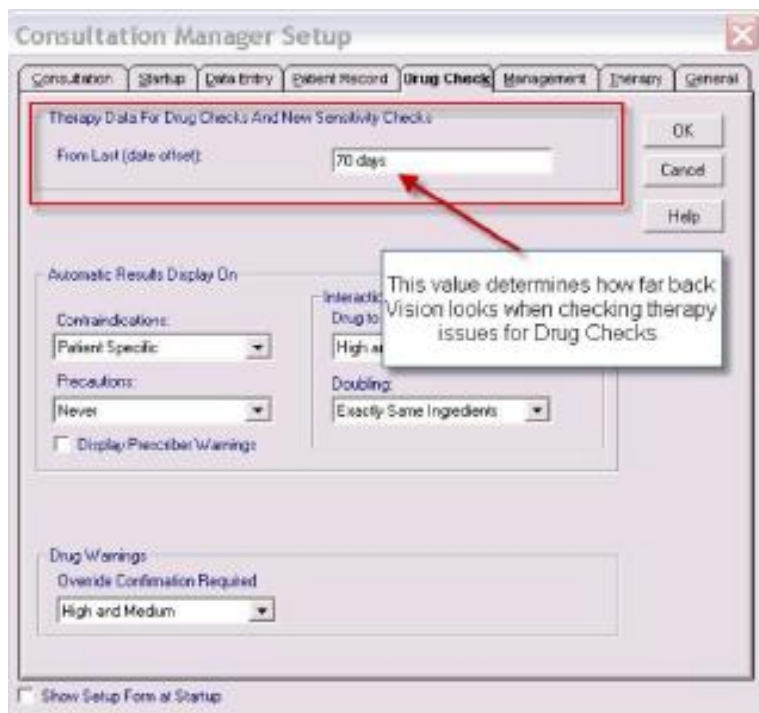 Consultation Manager Setup
Consultation Startup Data Entry Patient Record Drug Check Management Therapy General
Therapy Data For Drug Checks And New Sensitivity Checks
From Last (date offset):
70 days
OK
Cancel
Help
This value determines how far back
Vision looks when checking therapy
issues for Drug Checks
Automatic Results Display On
Contraindications:
Patient Specific
Precautions:
Never
Display Prescriber Warnings
Drug to
High
Doubling:
Exactly Same Ingredients
Drug Warnings
Override Confirmation Required
High and Medium
Show Setup Form at Startup